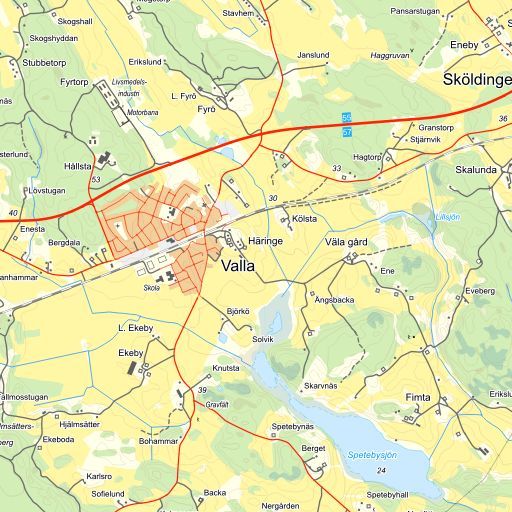 Skogstorp
Skogshyddan
Stubbetorp
Fyrtorp
Stavhem
Erikslund
Livsmedels-
industri
Motorbana
L. Fyrö
Fyrö
Janslund
Haggruvan
Pansarstugan
Eneby
Sköldinge
56
57
Granstorp
Stjärnvik
36
Hagtorp
33
Skalunda
Hållsta
53
Lövstugan
40
Enesta
Bergdala
30
Kölsta
Lillsjön
Häringe
Väla gård
Valla
Skola
Ene
Eveberg
Ängsbacka
Björkö
Solvik
L. Ekeby
Ekeby
Knutsta
39
Gravfält
Skarvnäs
Fimta
Hjälmsätter
Ekeboda
Bohammar
Spetebynäs
Berget
Spetebysjön
24
Karlsro
Sofielund
Backa
Nergården
Spetebyhall